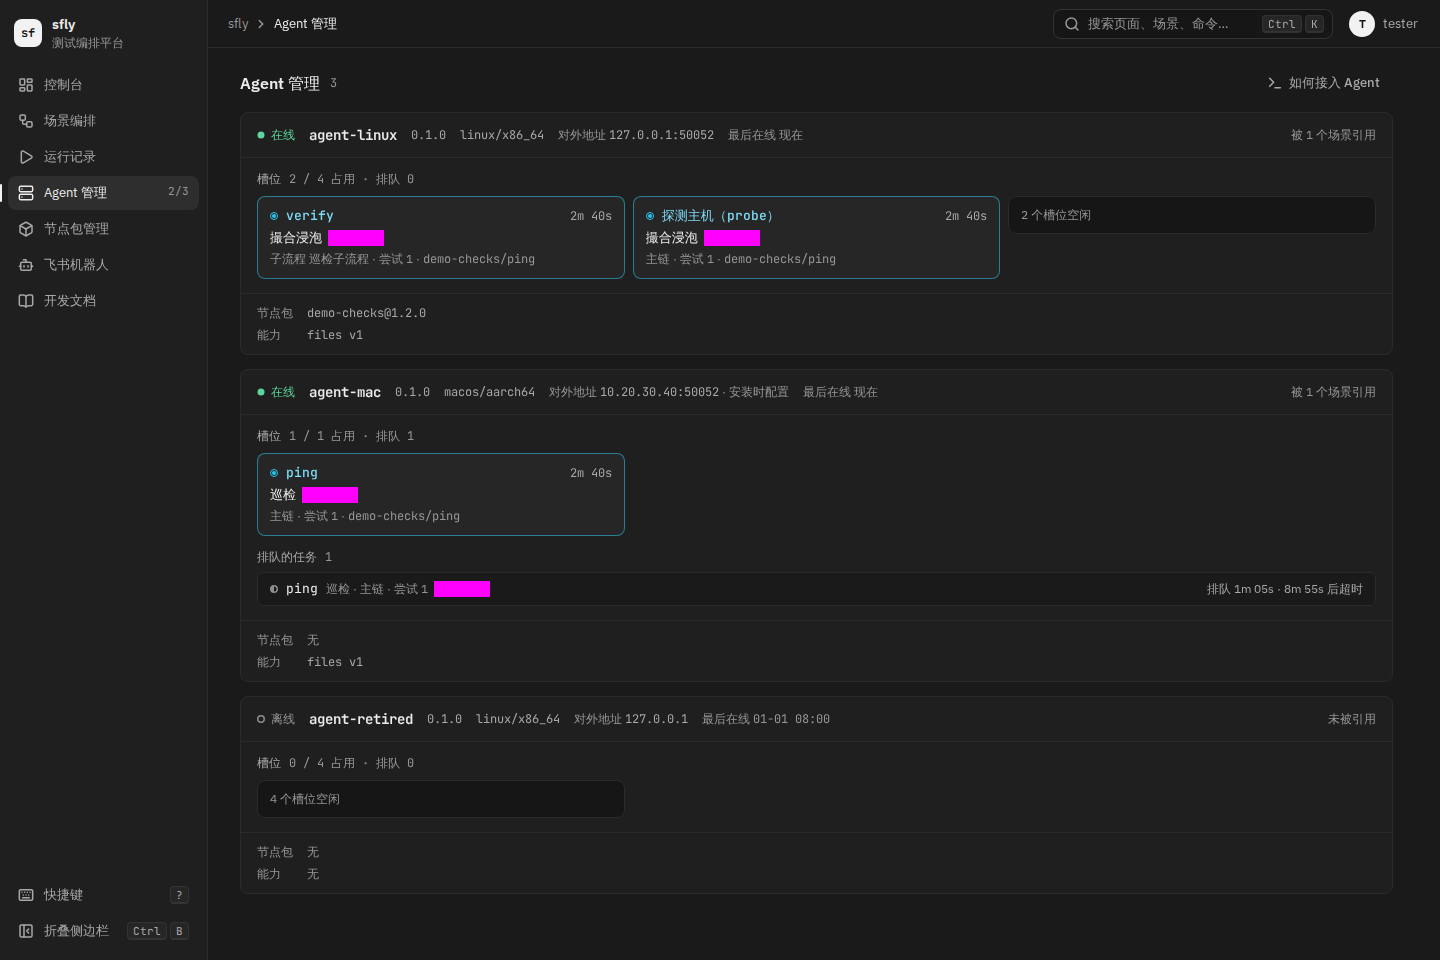 sf
sfly
测试编排平台
控制台
场景编排
运行记录
Agent 管理 2/3
节点包管理
飞书机器人
开发文档
快捷键 ?
折叠侧边栏 Ctrl B
sfly > Agent 管理
搜索页面、场景、命令... Ctrl K
T tester
Agent 管理 3
如何接入 Agent
在线 agent-linux 0.1.0 linux/x86_64 对外地址 127.0.0.1:50052 最后在线 现在 被 1 个场景引用
槽位 2 / 4 占用 · 排队 0
verify 2m 40s
撮合浸泡
子流程 巡检子流程 · 尝试 1 · demo-checks/ping
探测主机（probe） 2m 40s
撮合浸泡
主链 · 尝试 1 · demo-checks/ping
2 个槽位空闲
节点包 demo-checks@1.2.0
能力 files v1
在线 agent-mac 0.1.0 macos/aarch64 对外地址 10.20.30.40:50052 · 安装时配置 最后在线 现在 被 1 个场景引用
槽位 1 / 1 占用 · 排队 1
ping 2m 40s
巡检
主链 · 尝试 1 · demo-checks/ping
排队的任务 1
ping 巡检 · 主链 · 尝试 1 排队 1m 05s · 8m 55s 后超时
节点包 无
能力 files v1
离线 agent-retired 0.1.0 linux/x86_64 对外地址 127.0.0.1 最后在线 01-01 08:00 未被引用
槽位 0 / 4 占用 · 排队 0
4 个槽位空闲
节点包 无
能力 无